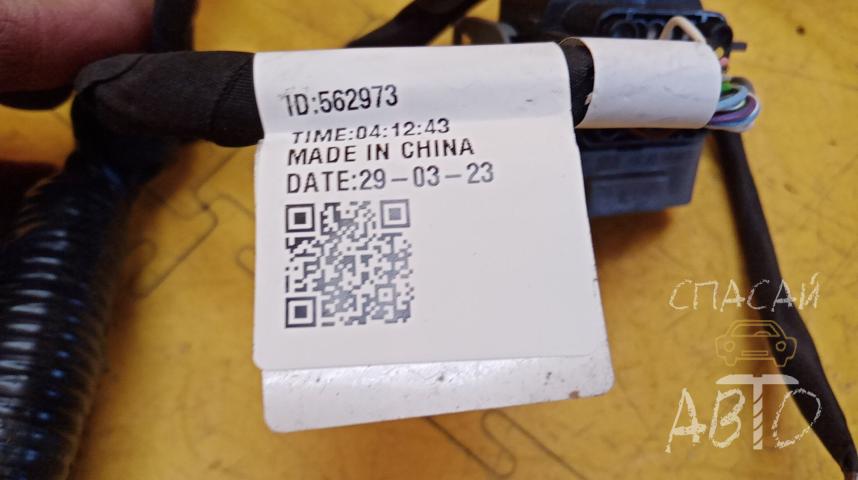 ID:562973
TIME:04:12:43
MADE IN CHINA
DATE:29-03-23
СПАСАЙ
АВТО